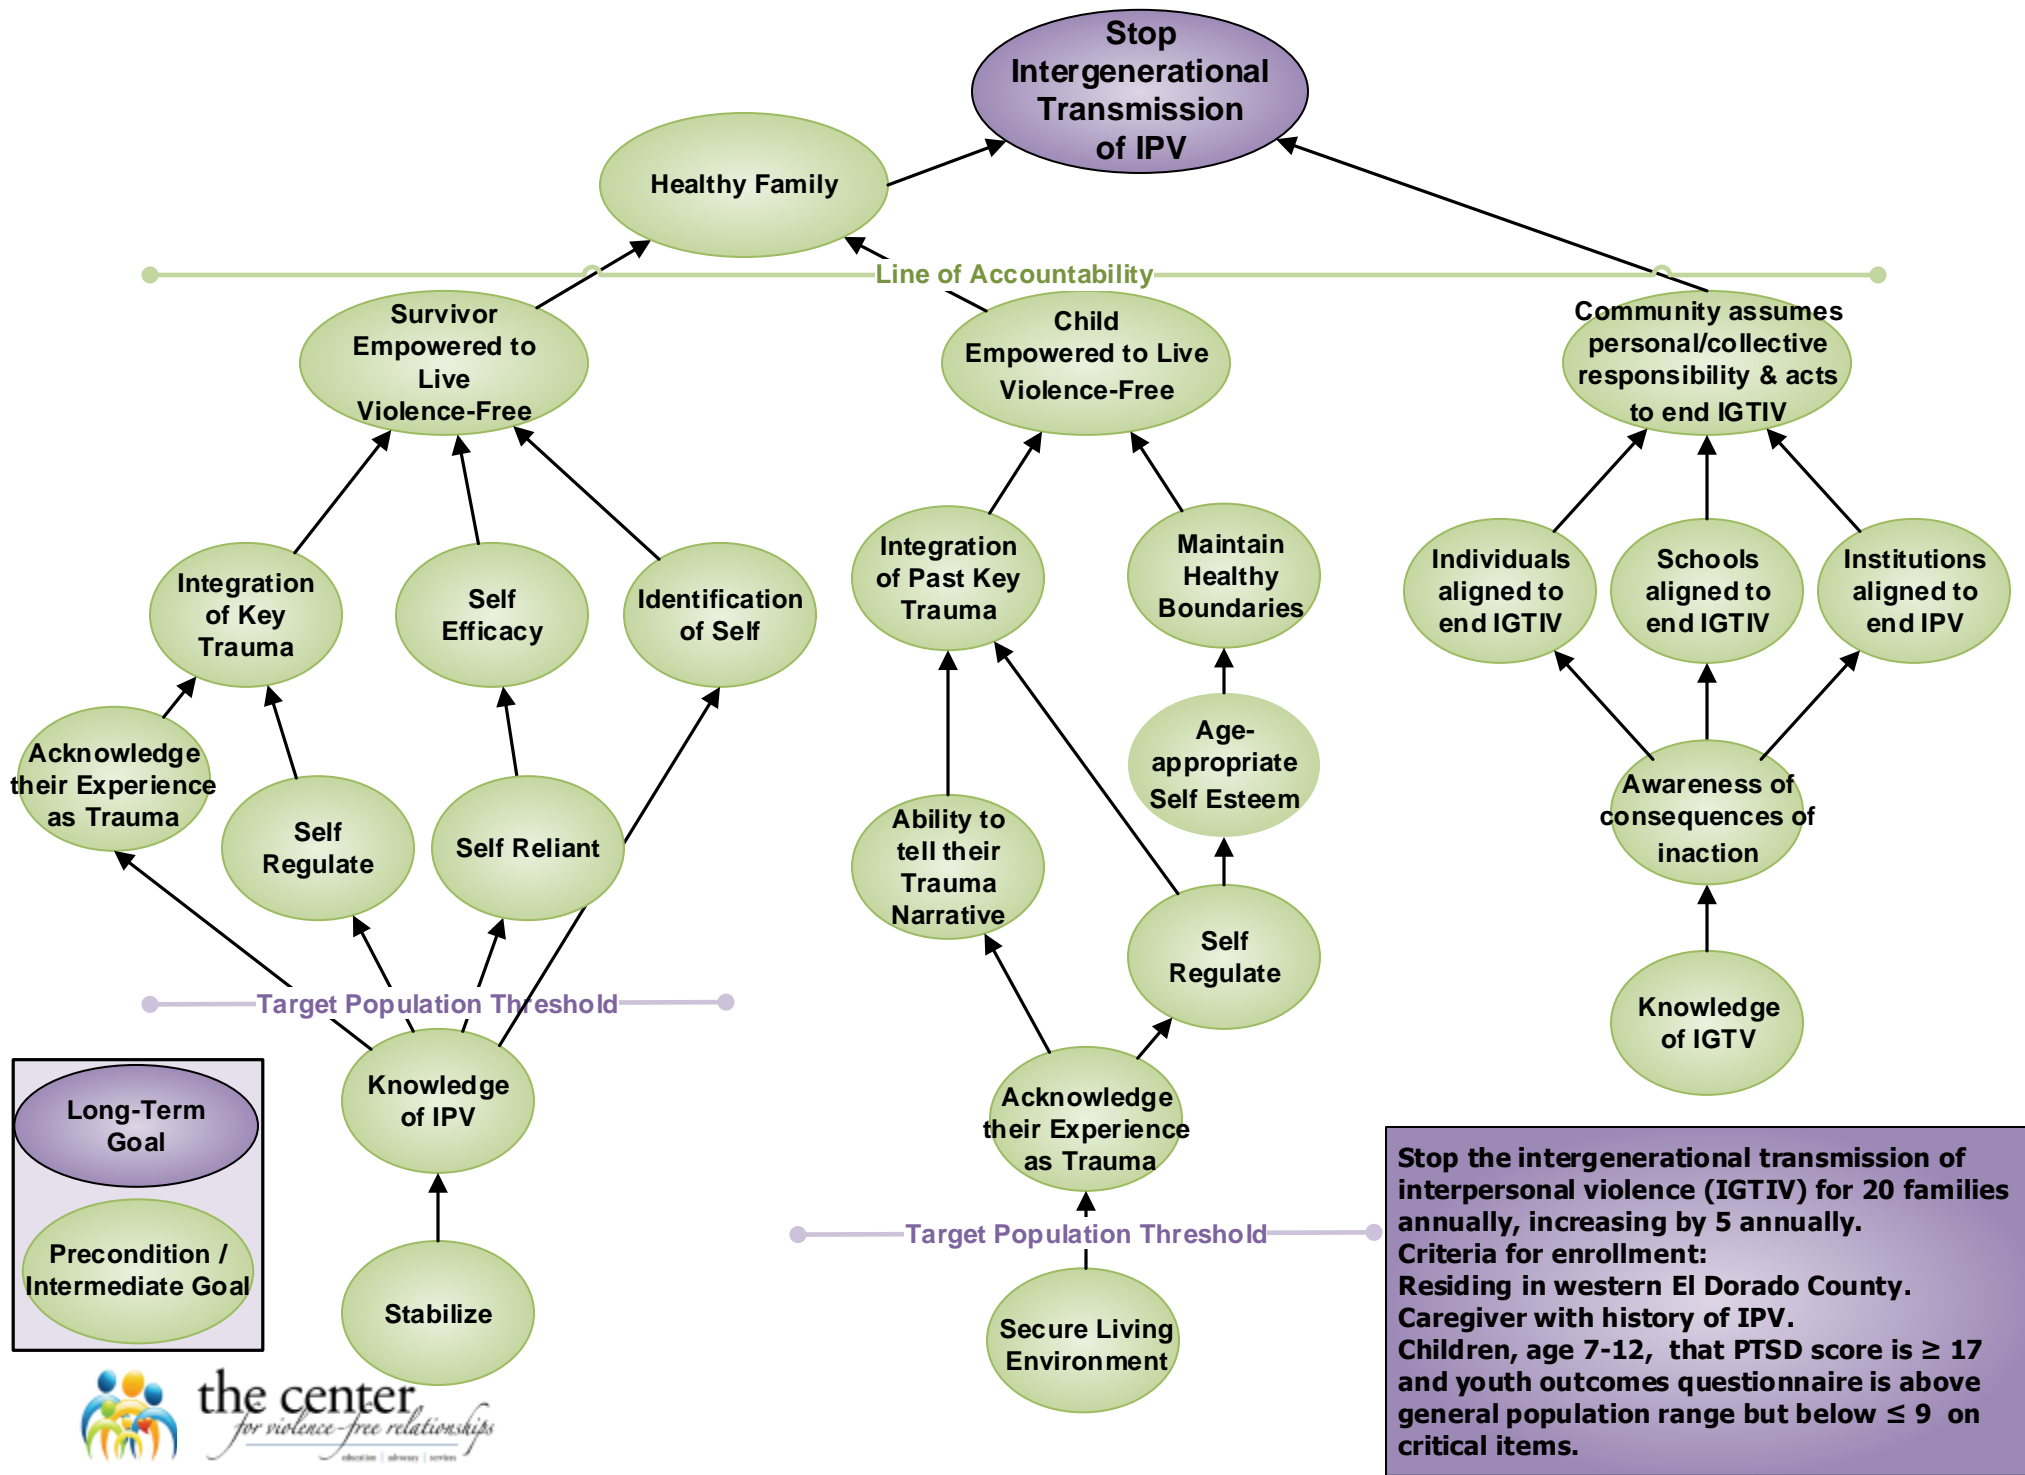 Stop
Intergenerational
Transmission
of IPV
Healthy Family
Line of Accountability
Survivor
Empowered to
Live
Violence-Free
Child
Empowered to Live
Violence-Free
Community assumes
personal/collective
responsibility & acts
to end IGTIV
Integration
of Key
Trauma
Self
Efficacy
Identification
of Self
Integration
of Past Key
Trauma
Maintain
Healthy
Boundaries
Individuals
aligned to
end IGTIV
Schools
aligned to
end IGTIV
Institutions
aligned to
end IPV
Acknowledge
their Experience
as Trauma
Self
Regulate
Self Reliant
Ability to
tell their
Trauma
Narrative
Age-
appropriate
Self Esteem
Awareness of
consequences of
inaction
Self
Regulate
Knowledge
of IGTV
Target Population Threshold
Knowledge
of IPV
Acknowledge
their Experience
as Trauma
Target Population Threshold
Stabilize
Secure Living
Environment
Long-Term
Goal
Precondition /
Intermediate Goal
the center
for violence-free relationships
education | advocacy | services
Stop the intergenerational transmission of
interpersonal violence (IGTIV) for 20 families
annually, increasing by 5 annually.
Criteria for enrollment:
Residing in western El Dorado County.
Caregiver with history of IPV.
Children, age 7-12, that PTSD score is ≥ 17
and youth outcomes questionnaire is above
general population range but below ≤ 9 on
critical items.